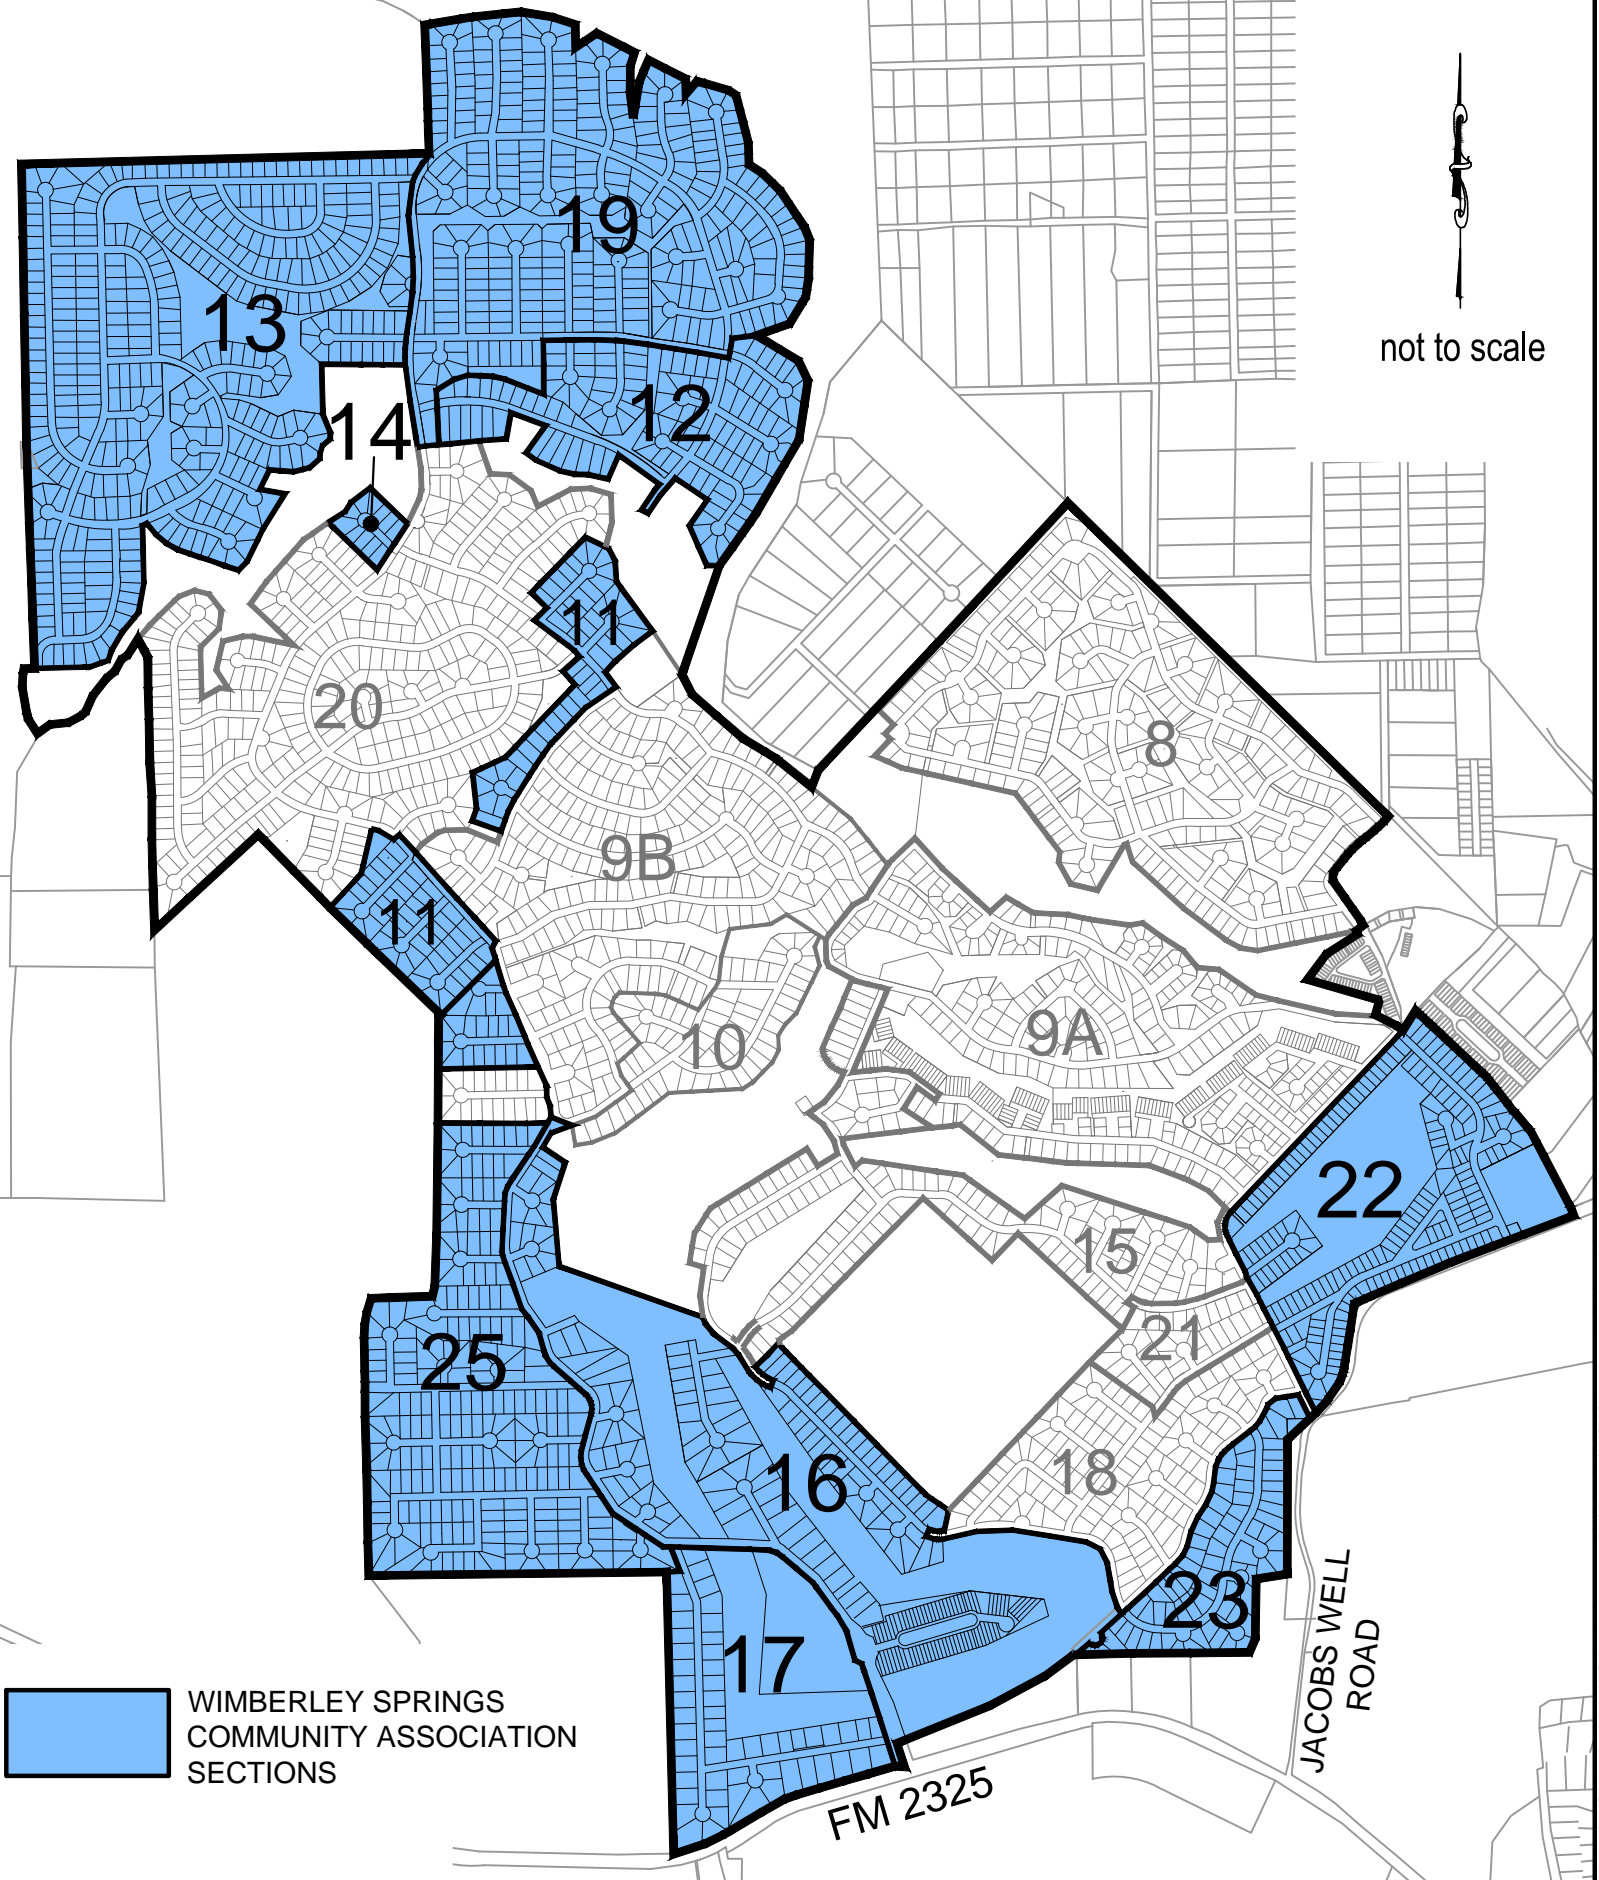 19
not to scale
13
12
14
11
20
8
9B
11
9A
10
22
15
21
25
18
16
23
17
JACOBS WELL
ROAD
WIMBERLEY SPRINGS
COMMUNITY ASSOCIATION
SECTIONS
FM 2325